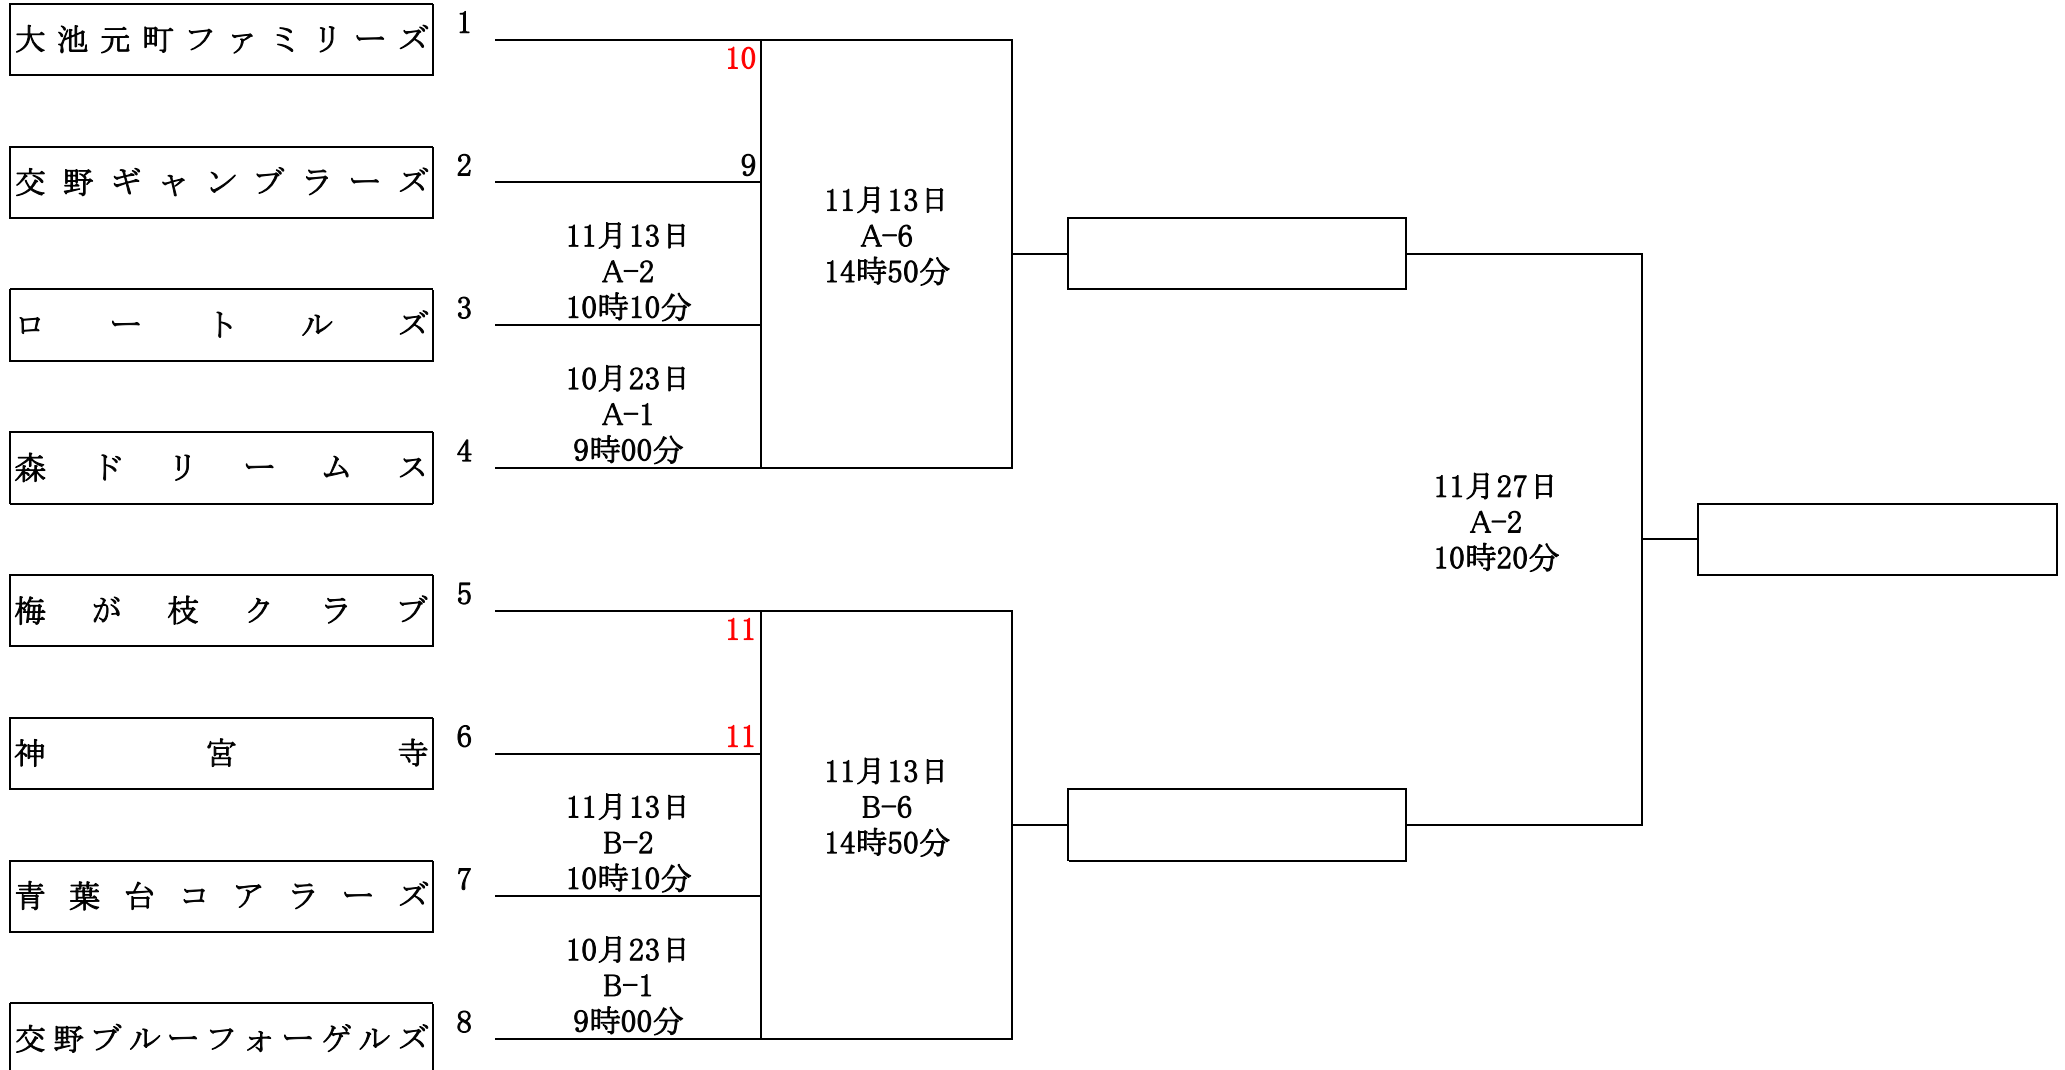 大池元町ファミリーズ
1
10
交野ギャンブラーズ
2
9
11月13日
A-2
10時10分
ロートルズ
3
10月23日
A-1
9時00分
森ドリームス
4
11月13日
A-6
14時50分
梅が枝クラブ
5
11
神宮寺
6
11
11月13日
B-2
10時10分
青葉台コアラーズ
7
10月23日
B-1
9時00分
交野ブルーフォーゲルズ
8
11月13日
B-6
14時50分
11月27日
A-2
10時20分